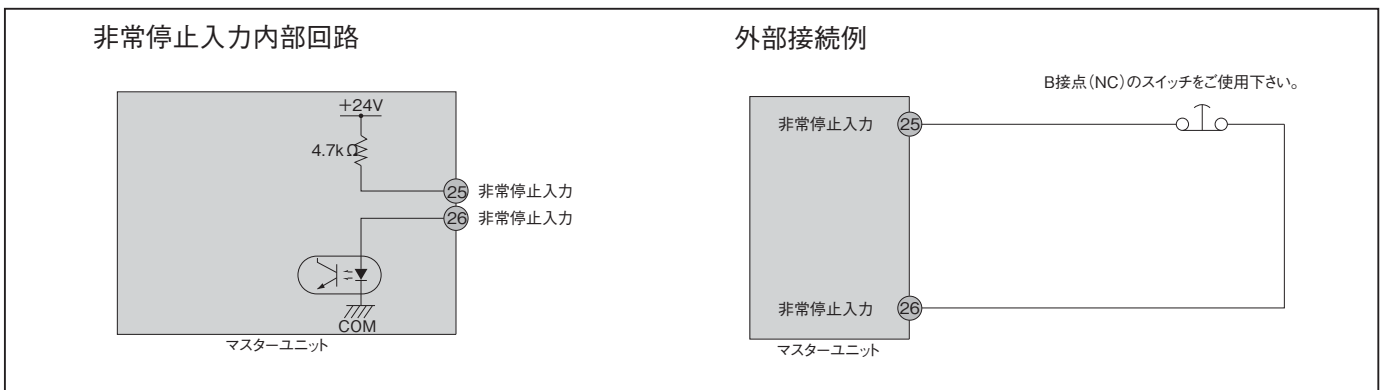 非常停止入力内部回路
+24V
4.7kΩ
25 非常停止入力
26 非常停止入力
COM
マスターユニット
外部接続例
B接点(NC)のスイッチをご使用下さい。
非常停止入力 25
非常停止入力 26
マスターユニット